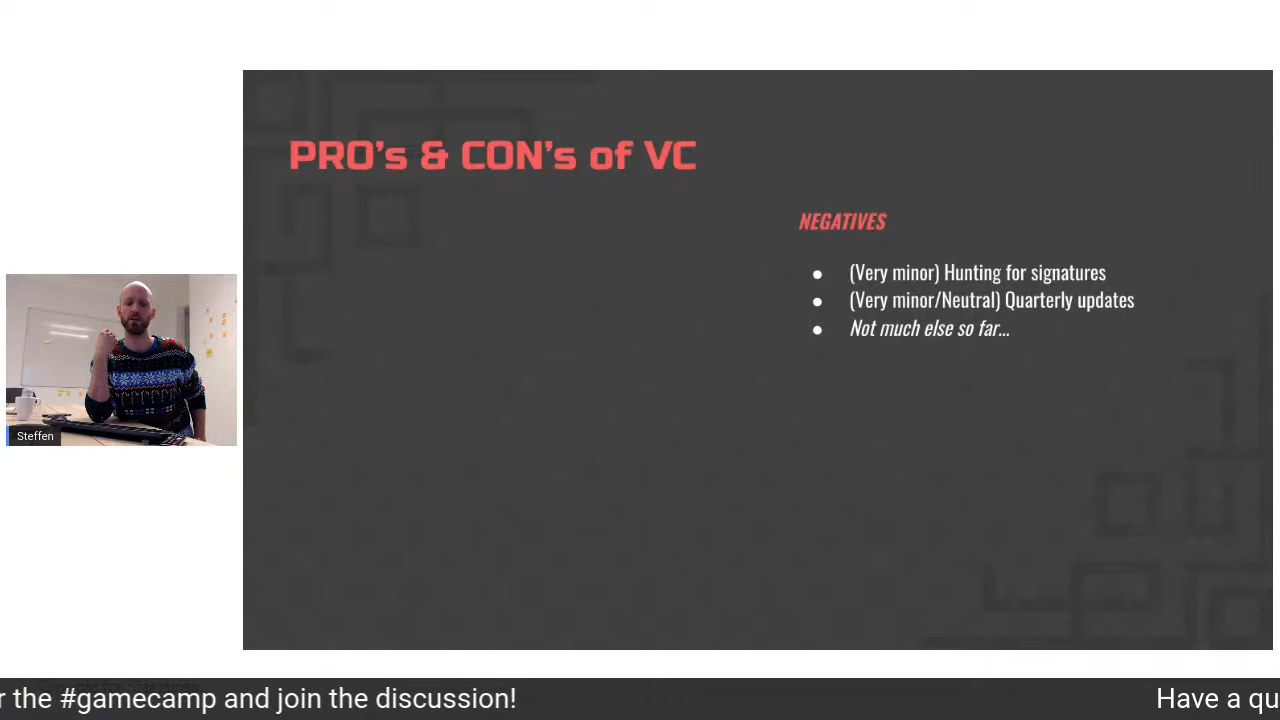 PRO's & CON's of VC
NEGATIVES
● (Very minor) Hunting for signatures
● (Very minor/Neutral) Quarterly updates
● Not much else so far...
Steffen
r the #gamecamp and join the discussion!
Have a qu